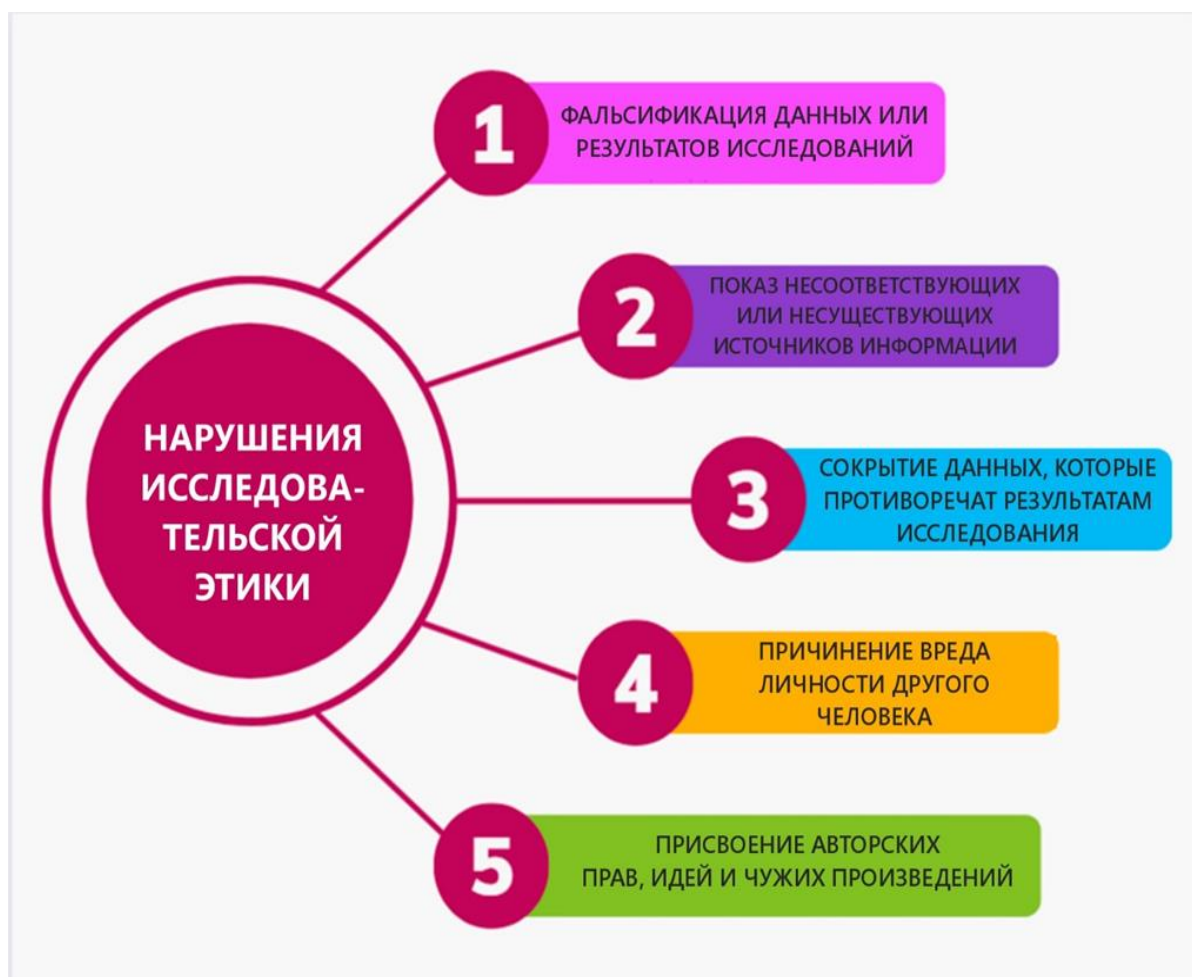 НАРУШЕНИЯ
ИССЛЕДОВА-
ТЕЛЬСКОЙ
ЭТИКИ
1
ФАЛЬСИФИКАЦИЯ ДАННЫХ ИЛИ
РЕЗУЛЬТАТОВ ИССЛЕДОВАНИЙ
2
ПОКАЗ НЕСООТВЕТСТВУЮЩИХ
ИЛИ НЕСУЩЕСТВУЮЩИХ
ИСТОЧНИКОВ ИНФОРМАЦИИ
3
СОКРЫТИЕ ДАННЫХ, КОТОРЫЕ
ПРОТИВОРЕЧАТ РЕЗУЛЬТАТАМ
ИССЛЕДОВАНИЯ
4
ПРИЧИНЕНИЕ ВРЕДА
ЛИЧНОСТИ ДРУГОГО
ЧЕЛОВЕКА
5
ПРИСВОЕНИЕ АВТОРСКИХ
ПРАВ, ИДЕЙ И ЧУЖИХ ПРОИЗВЕДЕНИЙ